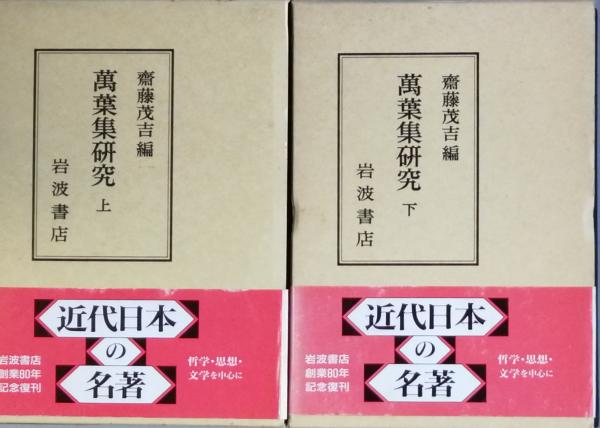 齋藤茂吉編
萬葉集研究 上
岩波書店
近代日本
の
名著
岩波書店
創業80年
記念復刊
哲学・思想・
文学を中心に
齋藤茂吉編
萬葉集研究 下
岩波書店
近代日本
の
名著
岩波書店
創業80年
記念復刊
哲学・思想・
文学を中心に